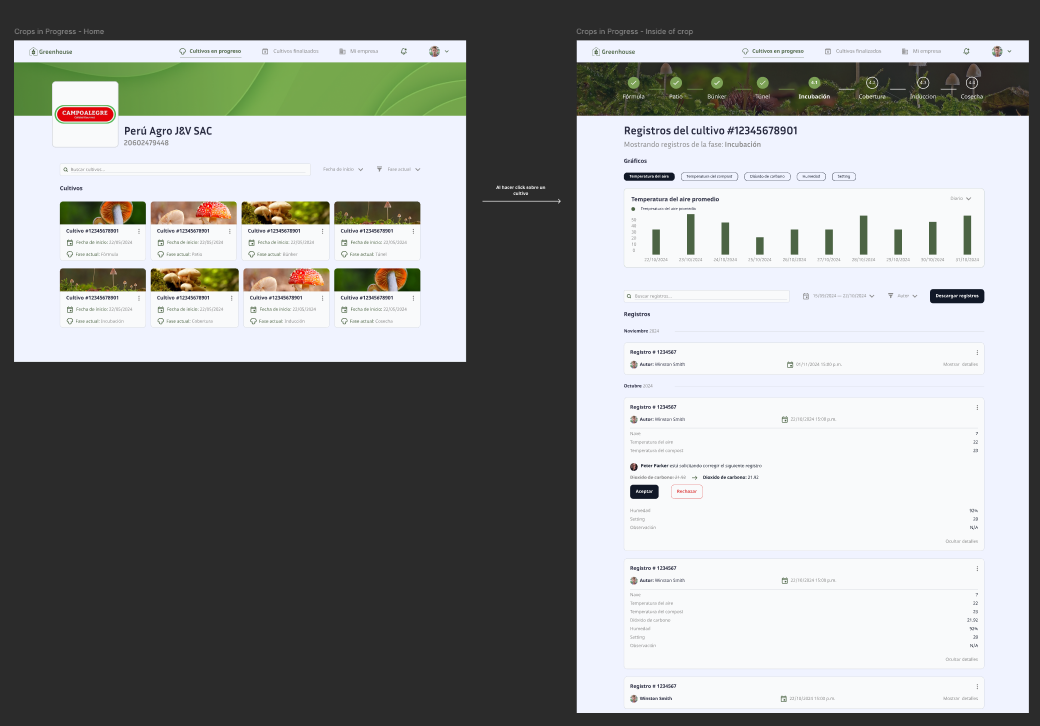 Crops in Progress - Home
Greenhouse
Cultivos en progreso
Cultivos finalizados
Mi empresa
CAMPOALEGRE
Perú Agro J&V SAC
20602479448
Buscar cultivos...
Fecha de inicio
Fase actual
Cultivos
Cultivo #12345678901
Fecha de inicio: 22/05/2024
Fase actual: Fórmula
Cultivo #12345678901
Fecha de inicio: 22/05/2024
Fase actual: Patio
Cultivo #12345678901
Fecha de inicio: 22/05/2024
Fase actual: Búnker
Cultivo #12345678901
Fecha de inicio: 22/05/2024
Fase actual: Túnel
Cultivo #12345678901
Fecha de inicio: 22/05/2024
Fase actual: Incubación
Cultivo #12345678901
Fecha de inicio: 22/05/2024
Fase actual: Cobertura
Cultivo #12345678901
Fecha de inicio: 22/05/2024
Fase actual: Inducción
Cultivo #12345678901
Fecha de inicio: 22/05/2024
Fase actual: Cosecha
Al hacer click sobre un
cultivo
Crops in Progress - Inside of crop
Greenhouse
Cultivos en progreso
Cultivos finalizados
Mi empresa
4.1
4.2
4.3
Fórmula
Patio
Búnker
Túnel
Incubación
Cobertura
Inducción
Cosecha
Registros del cultivo #12345678901
Mostrando registros de la fase: Incubación
Gráficos
Temperatura del aire
Temperatura del compost
Dióxido de carbono
Humedad
Setting
Temperatura del aire promedio
Diario
Temperatura del aire promedio
50
40
30
20
10
0
22/10/2024
23/10/2024
24/10/2024
25/10/2024
26/10/2024
27/10/2024
28/10/2024
29/10/2024
30/10/2024
31/10/2024
Buscar registros...
15/09/2024 — 22/10/2024
Autor
Descargar registros
Registros
Noviembre 2024
Registro # 1234567
Autor: Winston Smith
01/11/2024 15:00 p.m.
Mostrar detalles
Octubre 2024
Registro # 1234567
Autor: Winston Smith
22/10/2024 15:00 p.m.
Nave 7
Temperatura del aire 22
Temperatura del compost 20
Peter Parker está solicitando corregir el siguiente registro
Dióxido de carbono: 31.92 → Dióxido de carbono: 21.92
Aceptar
Rechazar
Humedad 92%
Setting 20
Observación N/A
Ocultar detalles
Registro # 1234567
Autor: Winston Smith
22/10/2024 15:00 p.m.
Nave 7
Temperatura del aire 22
Temperatura del compost 20
Dióxido de carbono 21.92
Humedad 92%
Setting 20
Observación N/A
Ocultar detalles
Registro # 1234567
Winston Smith
22/10/2024 15:00 p.m.
Mostrar detalles